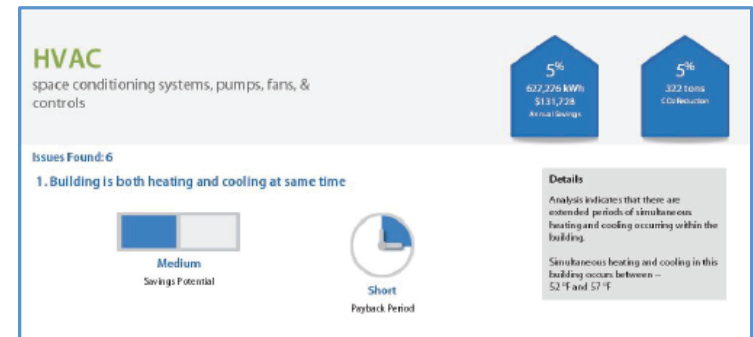 HVAC
space conditioning systems, pumps, fans, &
controls
5%
627,276 kWh
$131,728
Annual Savings
5%
322 tons
CO2 Reduction
Issues Found: 6
1. Building is both heating and cooling at same time
Medium
Savings Potential
Short
Payback Period
Details
Analysis indicates that there are
extended periods of simultaneous
heating and cooling occurring within the
building.
Simultaneous heating and cooling in this
building occurs between --
52 °F and 57 °F